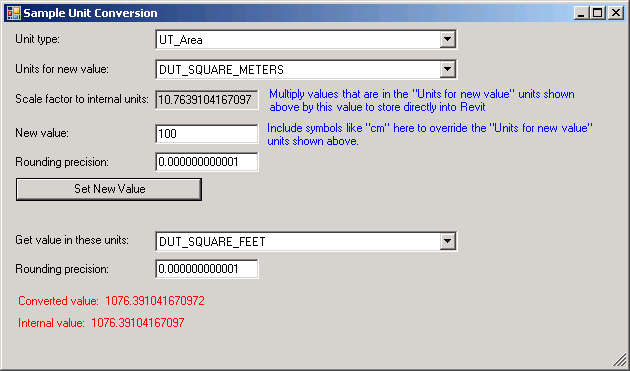 Sample Unit Conversion
Unit type: UT_Area
Units for new value: DUT_SQUARE_METERS
Scale factor to internal units: 10.7639104167097 Multiply values that are in the "Units for new value" units shown
above by this value to store directly into Revit
New value: 100 Include symbols like "cm" here to override the "Units for new value"
units shown above.
Rounding precision: 0.000000000001
Set New Value
Get value in these units: DUT_SQUARE_FEET
Rounding precision: 0.000000000001
Converted value: 1076.391041670972
Internal value: 1076.39104167097